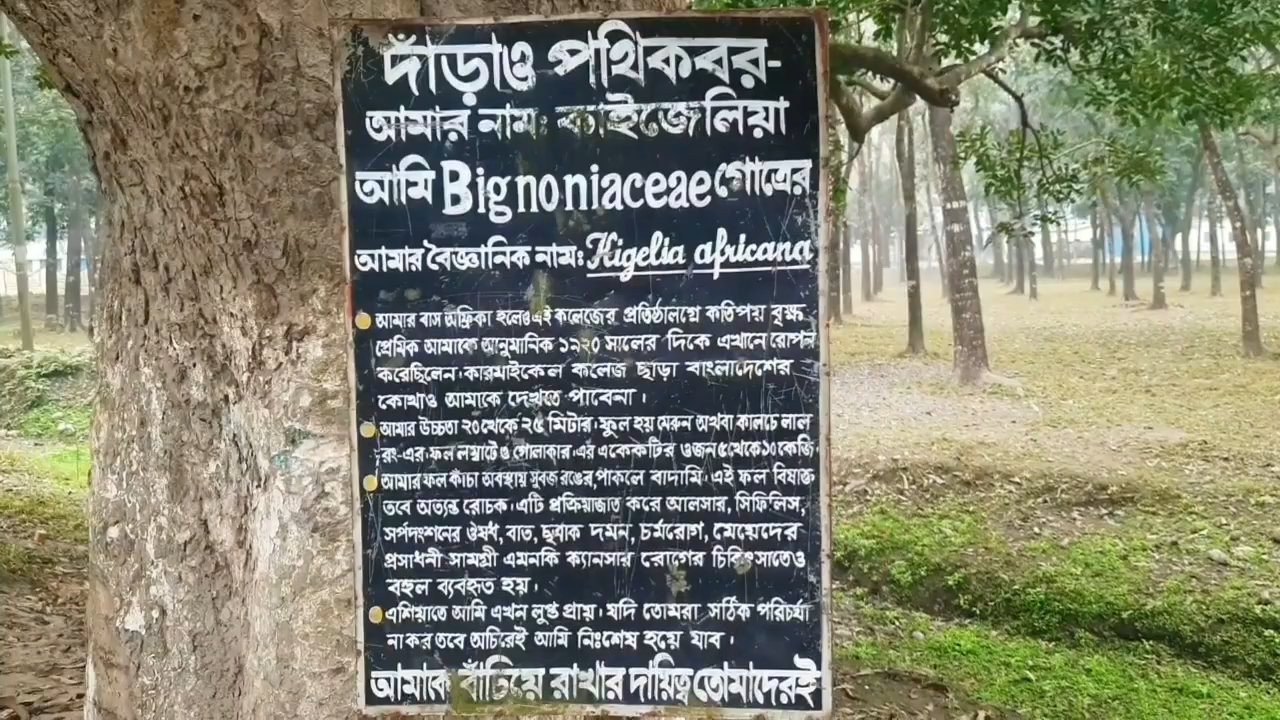 দাঁড়াও পথিকবর-
আমার নাম: কাইজেলিয়া
আমি Bignoniaceae গোত্রের
আমার বৈজ্ঞানিক নাম: Kigelia africana
আমার বাস আফ্রিকা হলেও এই কলেজের প্রতিষ্ঠালগ্নে কতিপয় বৃক্ষ
প্রেমিক আমাকে আনুমানিক ১৯২০ সালের দিকে এখানে রোপন
করেছিলেন। কারমাইকেল কলেজ ছাড়া বাংলাদেশের
কোথাও আমাকে দেখতে পাবেনা।
আমার উচ্চতা ২০ থেকে ২৫ মিটার। ফুল হয় মেরুন অথবা কালচে লাল
রং-এর। ফল লম্বাটে ও গোলাকার। এর একেকটির ওজন ৫ থেকে ১০ কেজি।
আমার ফল কাঁচা অবস্থায় সুবজ রঙের, পাকলে বাদামি। এই ফল বিষাক্ত
তবে অত্যন্ত রোচক। এটি প্রক্রিয়াজাত করে আলসার, সিফিলিস,
সর্পদংশনের ঔষধ, বাত, ছত্রাক দমন, চর্মরোগ, মেয়েদের
প্রসাধনী সামগ্রী এমনকি ক্যানসার রোগের চিকিৎসাতেও
বহুল ব্যবহৃত হয়।
এশিয়াতে আমি এখন লুপ্ত প্রায়। যদি তোমরা সঠিক পরিচর্যা
না কর তবে অচিরেই আমি নিঃশেষ হয়ে যাব।
আমাকে বাঁচিয়ে রাখার দায়িত্ব তোমাদেরই